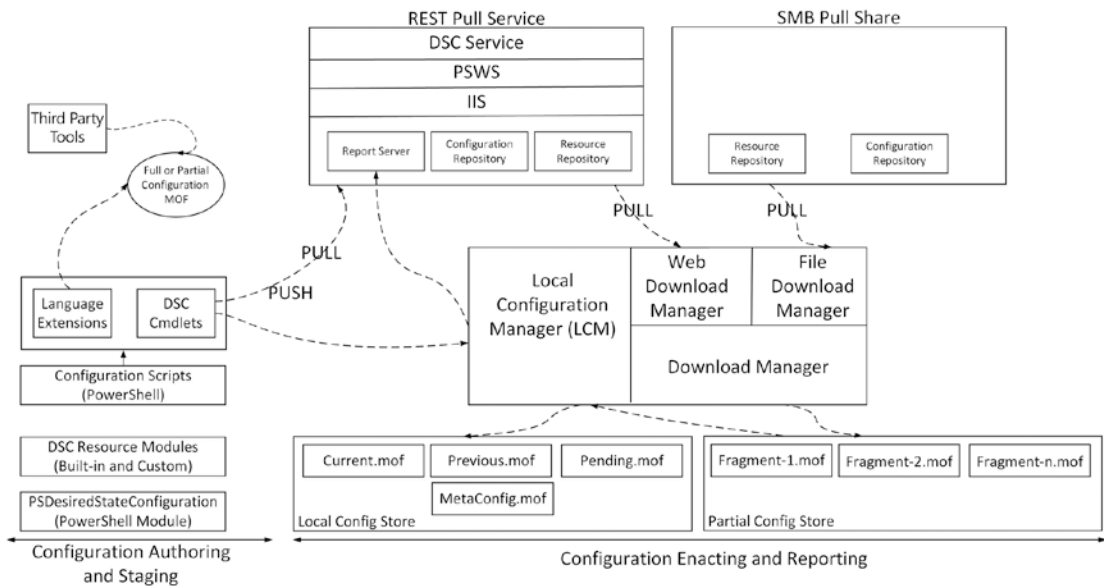 REST Pull Service
SMB Pull Share
DSC Service
PSWS
IIS
Report Server
Configuration
Repository
Resource
Repository
Resource
Repository
Configuration
Repository
Third Party
Tools
Full or Partial
Configuration
MOF
PULL
PULL
PULL
PUSH
Language
Extensions
DSC
Cmdlets
Local
Configuration
Manager (LCM)
Web
Download
Manager
File
Download
Manager
Download Manager
Configuration Scripts
(PowerShell)
DSC Resource Modules
(Built-in and Custom)
PSDesiredStateConfiguration
(PowerShell Module)
Current.mof
Previous.mof
Pending.mof
MetaConfig.mof
Local Config Store
Fragment-1.mof
Fragment-2.mof
Fragment-n.mof
Partial Config Store
Configuration Authoring
and Staging
Configuration Enacting and Reporting